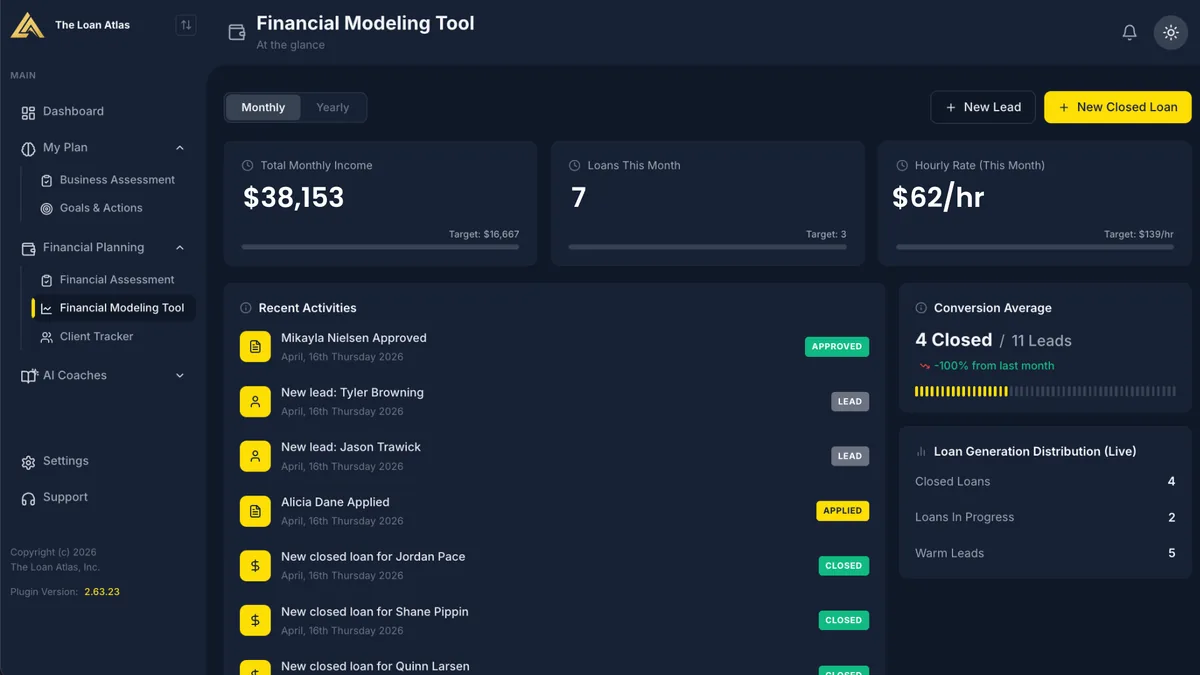 The Loan Atlas
MAIN
Dashboard
My Plan
Business Assessment
Goals & Actions
Financial Planning
Financial Assessment
Financial Modeling Tool
Client Tracker
AI Coaches
Settings
Support
Copyright (c) 2026
The Loan Atlas, Inc.
Plugin Version: 2.63.23
Financial Modeling Tool
At the glance
Monthly
Yearly
+ New Lead
+ New Closed Loan
Total Monthly Income
$38,153
Target: $16,667
Loans This Month
7
Target: 3
Hourly Rate (This Month)
$62/hr
Target: $139/hr
Recent Activities
Mikayla Nielsen Approved
April, 16th Thursday 2026
APPROVED
New lead: Tyler Browning
April, 16th Thursday 2026
LEAD
New lead: Jason Trawick
April, 16th Thursday 2026
LEAD
Alicia Dane Applied
April, 16th Thursday 2026
APPLIED
New closed loan for Jordan Pace
April, 16th Thursday 2026
CLOSED
New closed loan for Shane Pippin
April, 16th Thursday 2026
CLOSED
New closed loan for Quinn Larsen
CLOSED
Conversion Average
4 Closed / 11 Leads
-100% from last month
Loan Generation Distribution (Live)
Closed Loans 4
Loans In Progress 2
Warm Leads 5